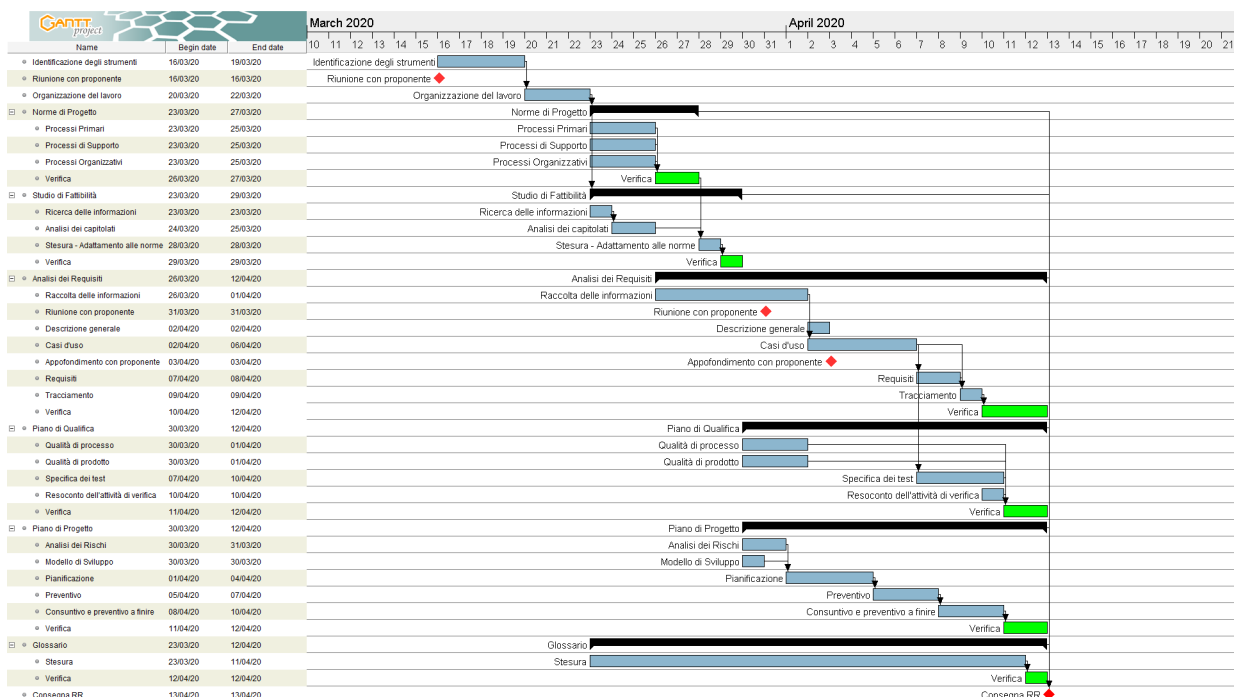 GANTT project
March 2020 April 2020
Name Begin date End date 10 11 12 13 14 15 16 17 18 19 20 21 22 23 24 25 26 27 28 29 30 31 1 2 3 4 5 6 7 8 9 10 11 12 13 14 15 16 17 18 19 20 21
Identificazione degli strumenti 16/03/20 19/03/20 Identificazione degli strumenti
Riunione con proponente 16/03/20 16/03/20 Riunione con proponente
Organizzazione del lavoro 20/03/20 22/03/20 Organizzazione del lavoro
Norme di Progetto 23/03/20 27/03/20 Norme di Progetto
Processi Primari 23/03/20 25/03/20 Processi Primari
Processi di Supporto 23/03/20 25/03/20 Processi di Supporto
Processi Organizzativi 23/03/20 25/03/20 Processi Organizzativi
Verifica 26/03/20 27/03/20 Verifica
Studio di Fattibilità 23/03/20 29/03/20 Studio di Fattibilità
Ricerca delle informazioni 23/03/20 23/03/20 Ricerca delle informazioni
Analisi dei capitolati 24/03/20 25/03/20 Analisi dei capitolati
Stesura - Adattamento alle norme 28/03/20 28/03/20 Stesura - Adattamento alle norme
Verifica 29/03/20 29/03/20 Verifica
Analisi dei Requisiti 26/03/20 12/04/20 Analisi dei Requisiti
Raccolta delle informazioni 26/03/20 01/04/20 Raccolta delle informazioni
Riunione con proponente 31/03/20 31/03/20 Riunione con proponente
Descrizione generale 02/04/20 02/04/20 Descrizione generale
Casi d'uso 02/04/20 06/04/20 Casi d'uso
Appofondimento con proponente 03/04/20 03/04/20 Appofondimento con proponente
Requisiti 07/04/20 08/04/20 Requisiti
Tracciamento 09/04/20 09/04/20 Tracciamento
Verifica 10/04/20 12/04/20 Verifica
Piano di Qualifica 30/03/20 12/04/20 Piano di Qualifica
Qualità di processo 30/03/20 01/04/20 Qualità di processo
Qualità di prodotto 30/03/20 01/04/20 Qualità di prodotto
Specifica dei test 07/04/20 10/04/20 Specifica dei test
Resoconto dell'attività di verifica 10/04/20 10/04/20 Resoconto dell'attività di verifica
Verifica 11/04/20 12/04/20 Verifica
Piano di Progetto 30/03/20 12/04/20 Piano di Progetto
Analisi dei Rischi 30/03/20 31/03/20 Analisi dei Rischi
Modello di Sviluppo 30/03/20 30/03/20 Modello di Sviluppo
Pianificazione 01/04/20 04/04/20 Pianificazione
Preventivo 05/04/20 07/04/20 Preventivo
Consuntivo e preventivo a finire 08/04/20 10/04/20 Consuntivo e preventivo a finire
Verifica 11/04/20 12/04/20 Verifica
Glossario 23/03/20 12/04/20 Glossario
Stesura 23/03/20 11/04/20 Stesura
Verifica 12/04/20 12/04/20 Verifica
Consegna RR 13/04/20 13/04/20 Consegna RR